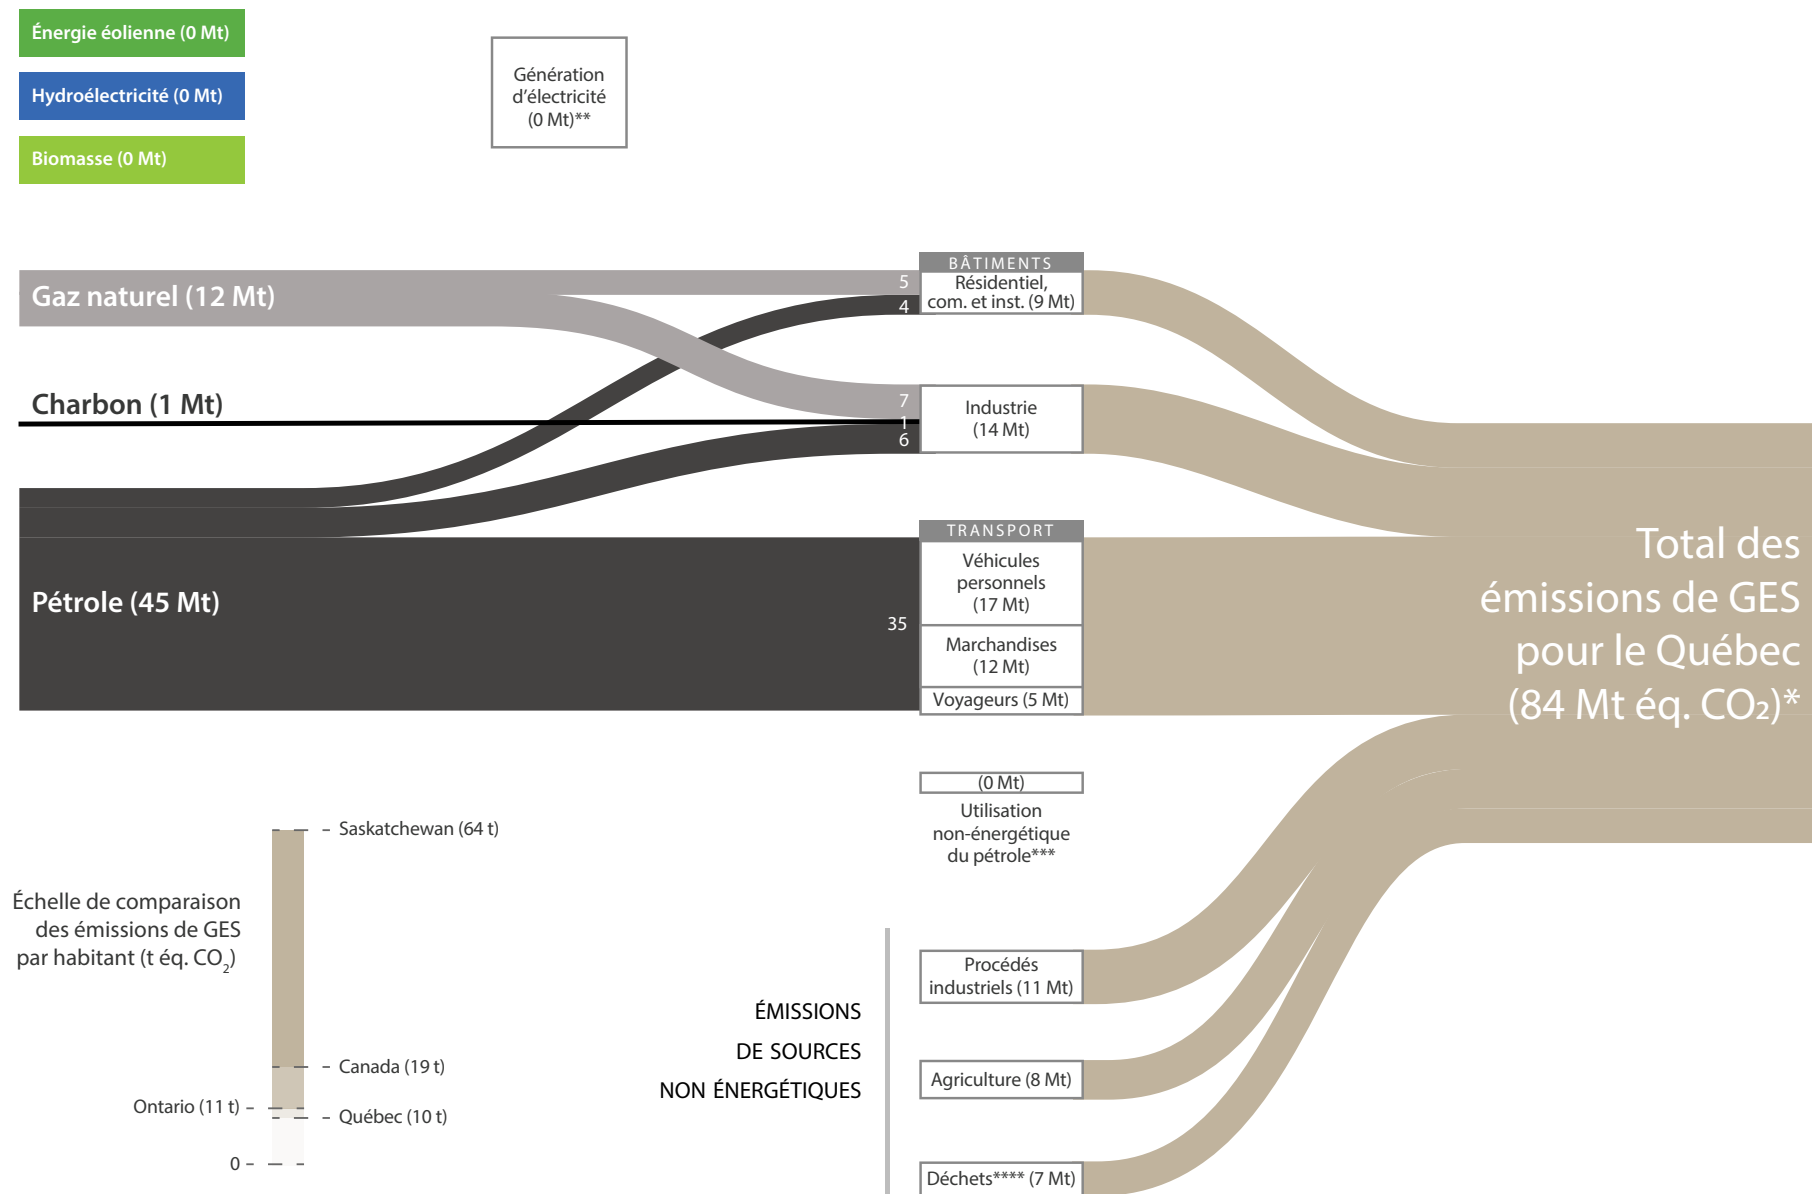 Énergie éolienne (0 Mt)
Hydroélectricité (0 Mt)
Biomasse (0 Mt)
Génération
d'électricité
(0 Mt)**
Gaz naturel (12 Mt)
Charbon (1 Mt)
Pétrole (45 Mt)
5
4
7
1
6
35
BÂTIMENTS
Résidentiel,
com. et inst. (9 Mt)
Industrie
(14 Mt)
TRANSPORT
Véhicules
personnels
(17 Mt)
Marchandises
(12 Mt)
Voyageurs (5 Mt)
(0 Mt)
Utilisation
non-énergétique
du pétrole***
Total des
émissions de GES
pour le Québec
(84 Mt éq. CO₂)*
Échelle de comparaison
des émissions de GES
par habitant (t éq. CO₂)
Saskatchewan (64 t)
Canada (19 t)
Ontario (11 t)
Québec (10 t)
0
ÉMISSIONS
DE SOURCES
NON ÉNERGÉTIQUES
Procédés
industriels (11 Mt)
Agriculture (8 Mt)
Déchets**** (7 Mt)